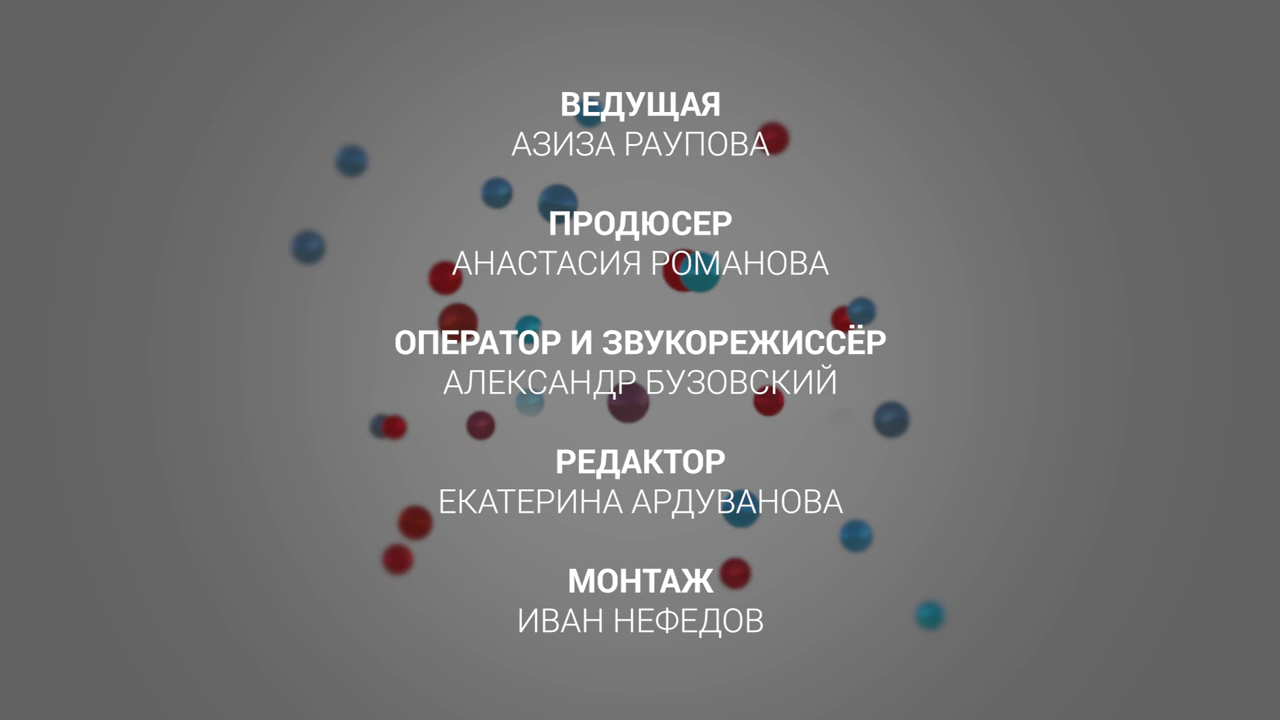 ВЕДУЩАЯ
АЗИЗА РАУПОВА
ПРОДЮСЕР
АНАСТАСИЯ РОМАНОВА
ОПЕРАТОР И ЗВУКОРЕЖИССЁР
АЛЕКСАНДР БУЗОВСКИЙ
РЕДАКТОР
ЕКАТЕРИНА АРДУВАНОВА
МОНТАЖ
ИВАН НЕФЕДОВ